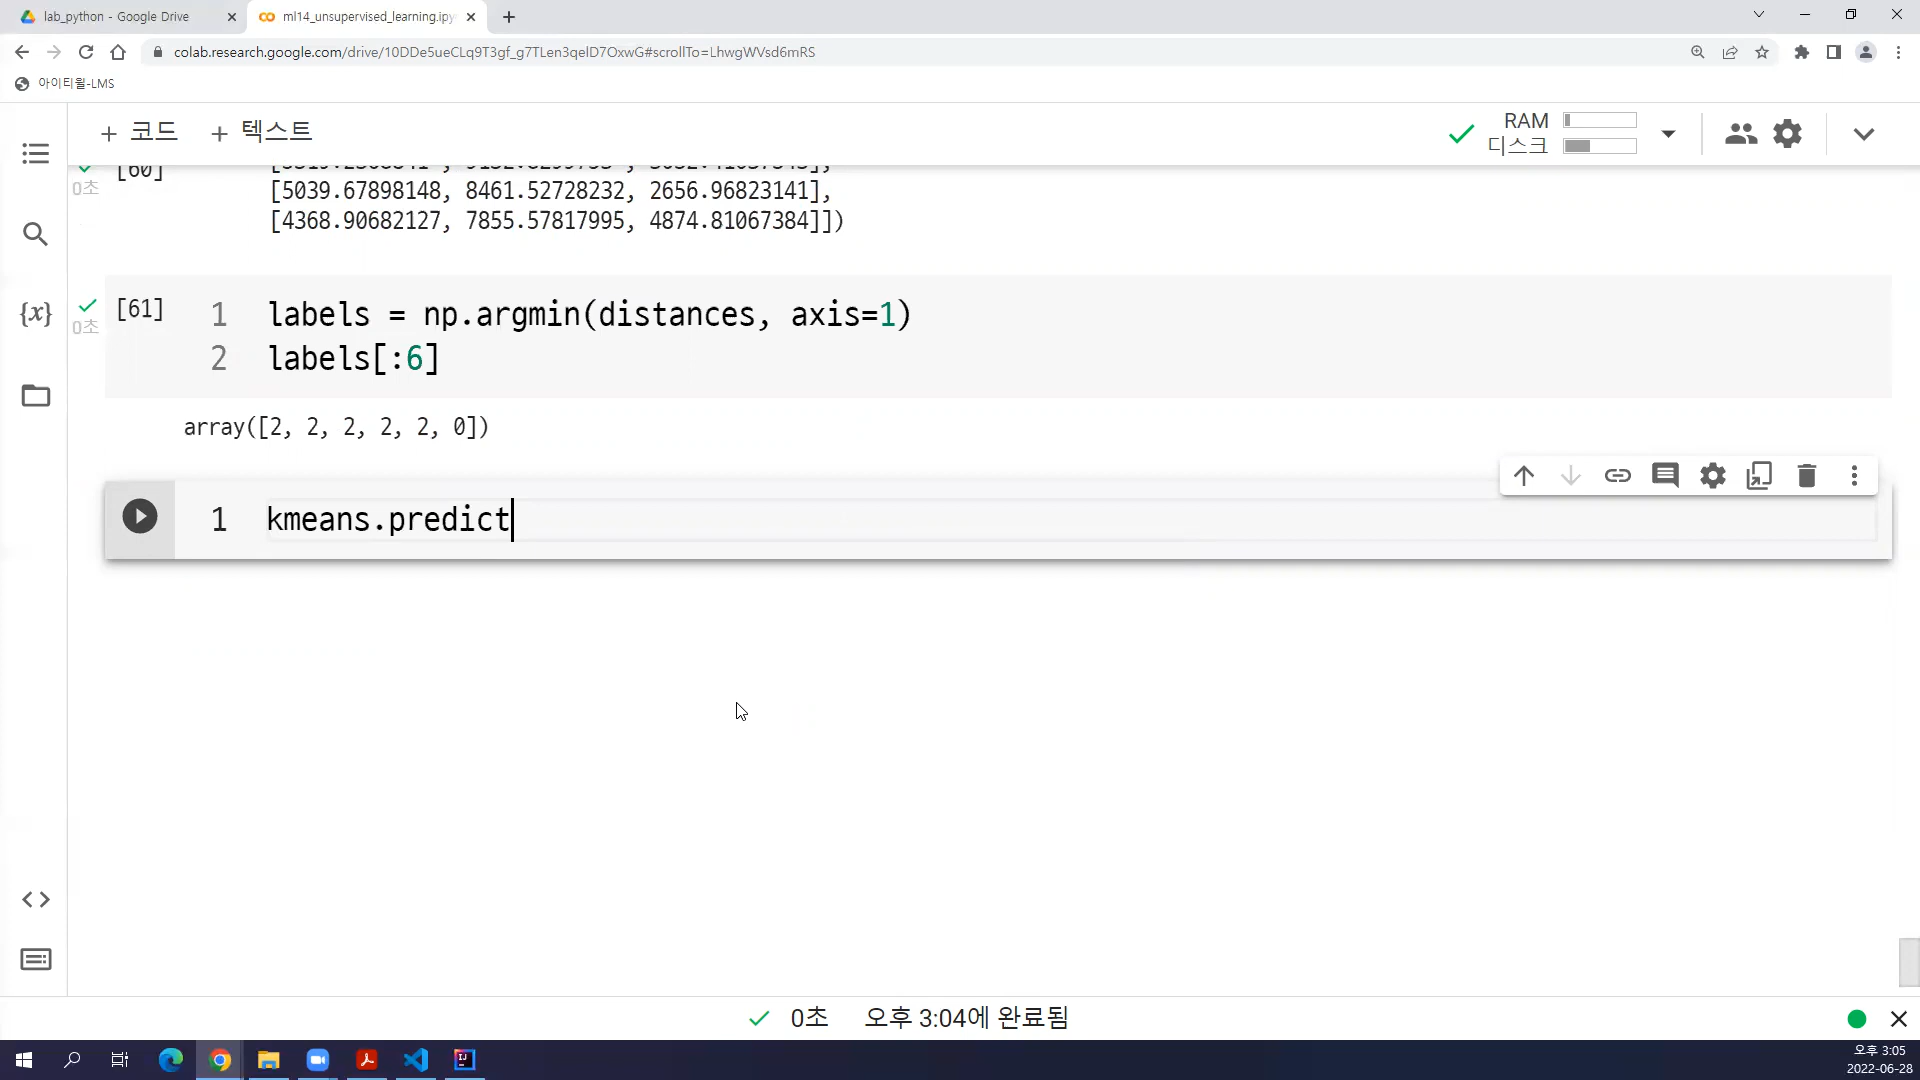 lab_python - Google Drive
ml14_unsupervised_learning.ipy
colab.research.google.com/drive/10DDe5ueCLq9T3gf_g7TLen3qelD7OxwG#scrollTo=LhwgWVsd6mRS
아이티윌-LMS
+ 코드 + 텍스트
RAM
디스크
[60]
0초
[5039.67898148, 8461.52728232, 2656.96823141],
[4368.90682127, 7855.57817995, 4874.81067384]])
[61]
0초
1 labels = np.argmin(distances, axis=1)
2 labels[:6]
array([2, 2, 2, 2, 2, 0])
1 kmeans.predict
0초 오후 3:04에 완료됨
오후 3:05
2022-06-28